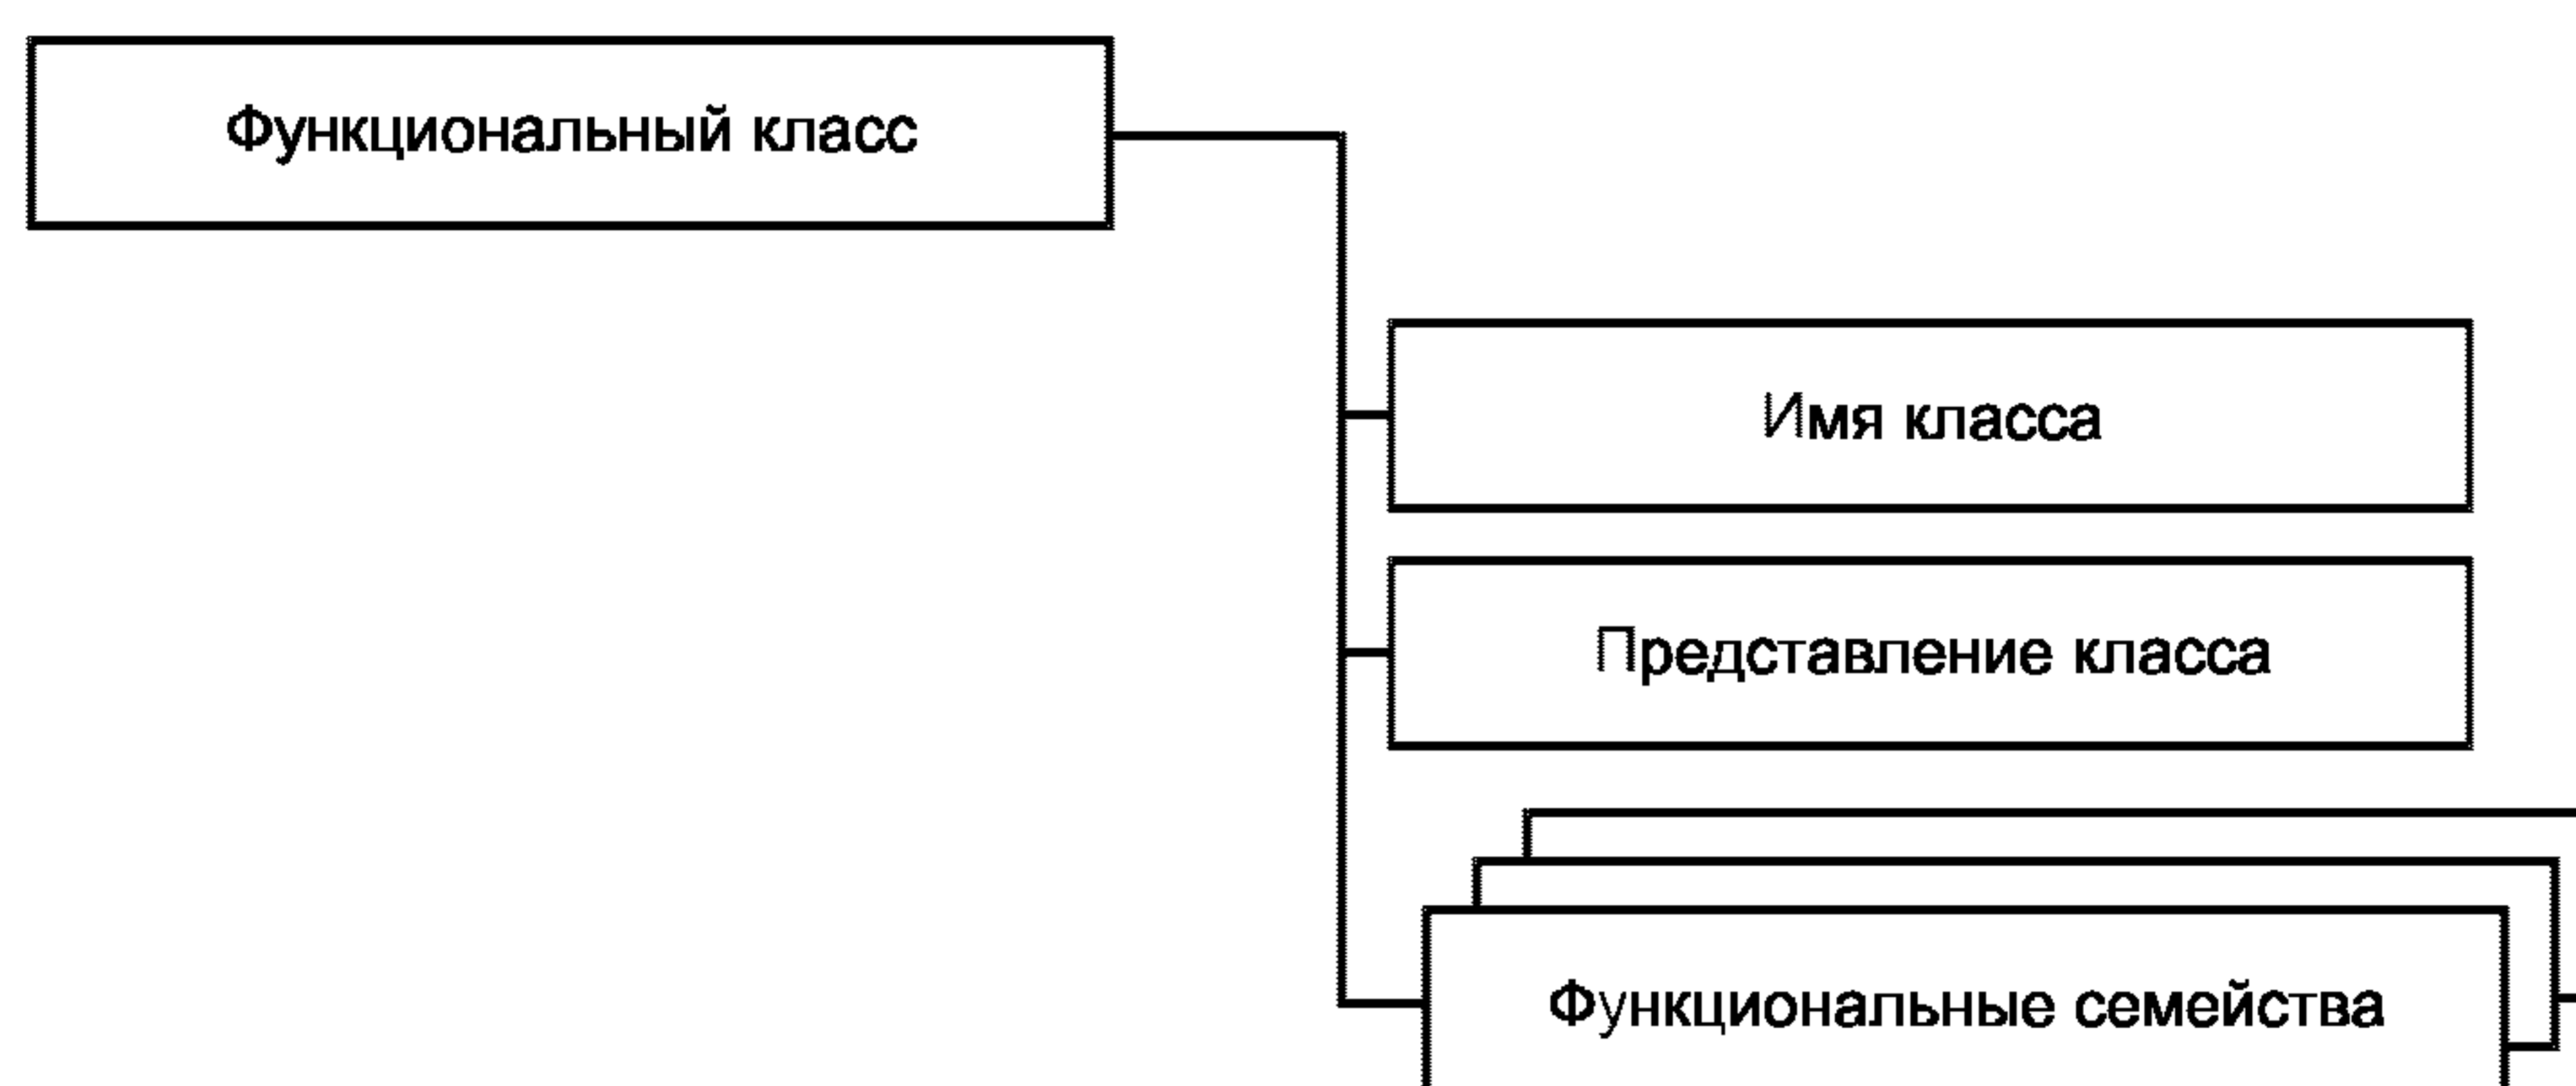 Функциональный класс
Имя класса
Представление класса
Функциональные семейства